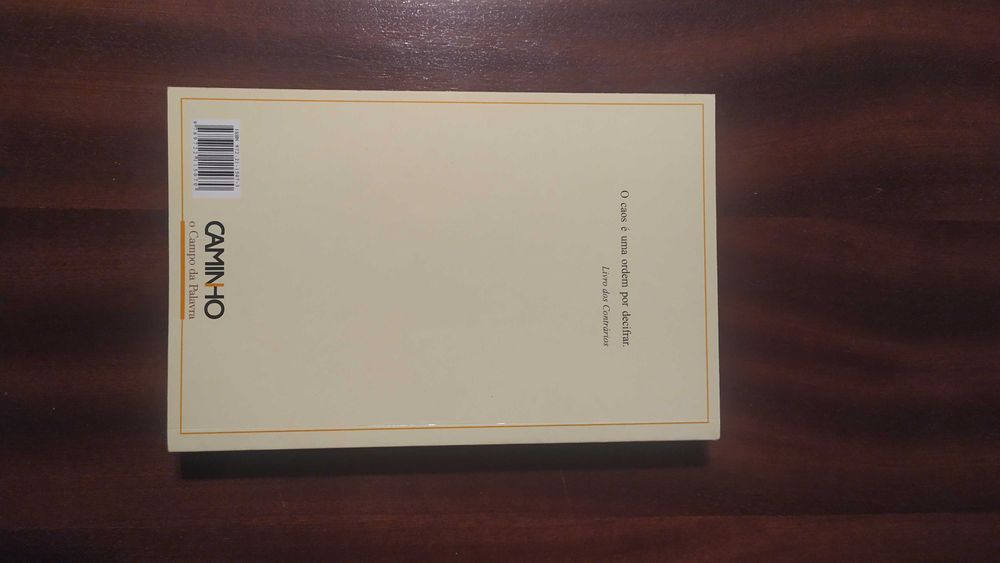 O caos é uma ordem por decifrar.
Livro dos Contrários
CAMINHO
o Campo da Palavra